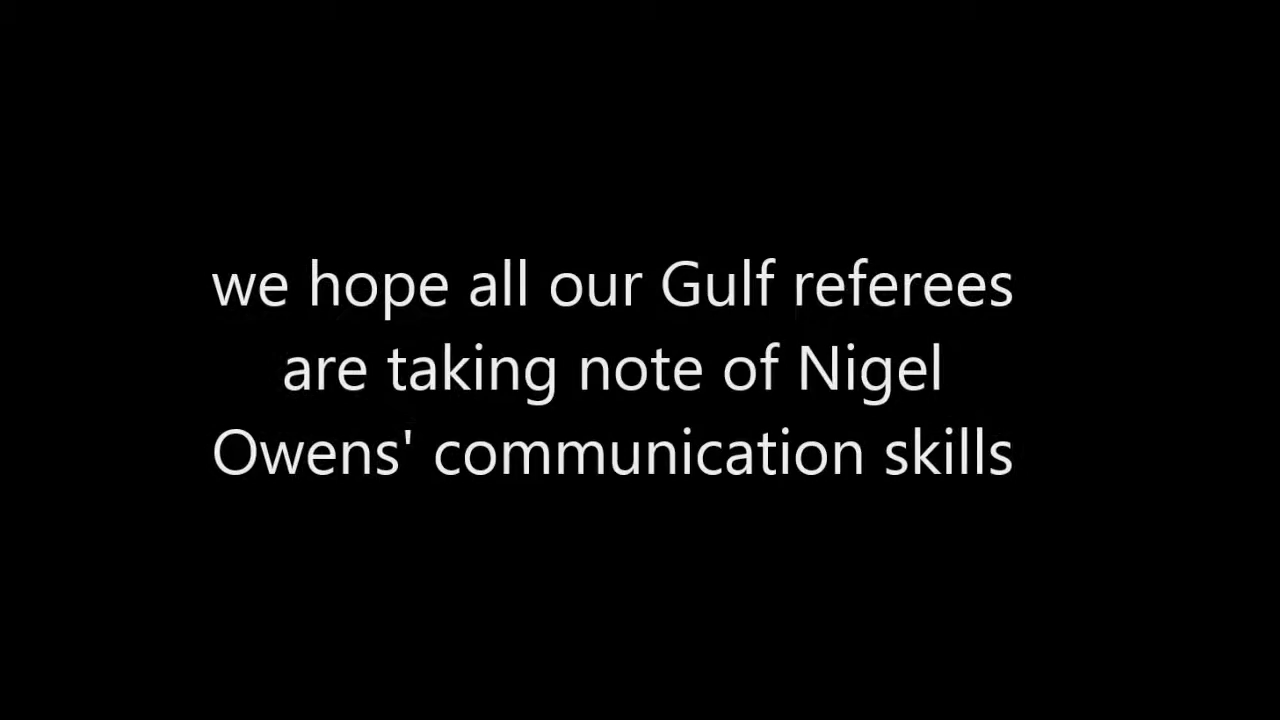 we hope all our Gulf referees
are taking note of Nigel
Owens' communication skills